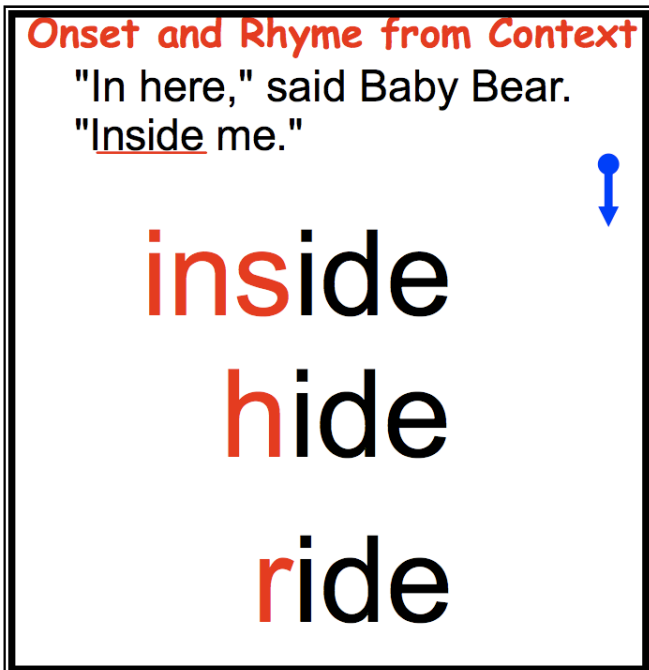 Onset and Rhyme from Context
"In here," said Baby Bear.
"Inside me."
inside
hide
ride